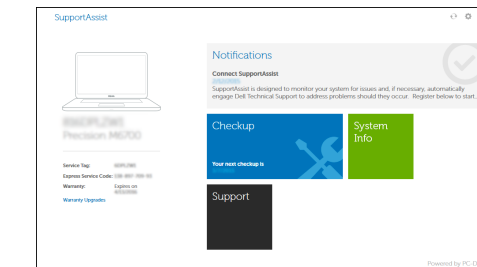 SupportAssist
Notifications
Connect SupportAssist
SupportAssist is designed to monitor your system for issues and, if necessary, automatically
engage Dell Technical Support to address problems should they occur. Register below to start.
Precision M6700
Checkup
System
Info
Service Tag:
Express Service Code:
Warranty: Expires on
Warranty Upgrades
Your next checkup is
Support
Powered by PC-D